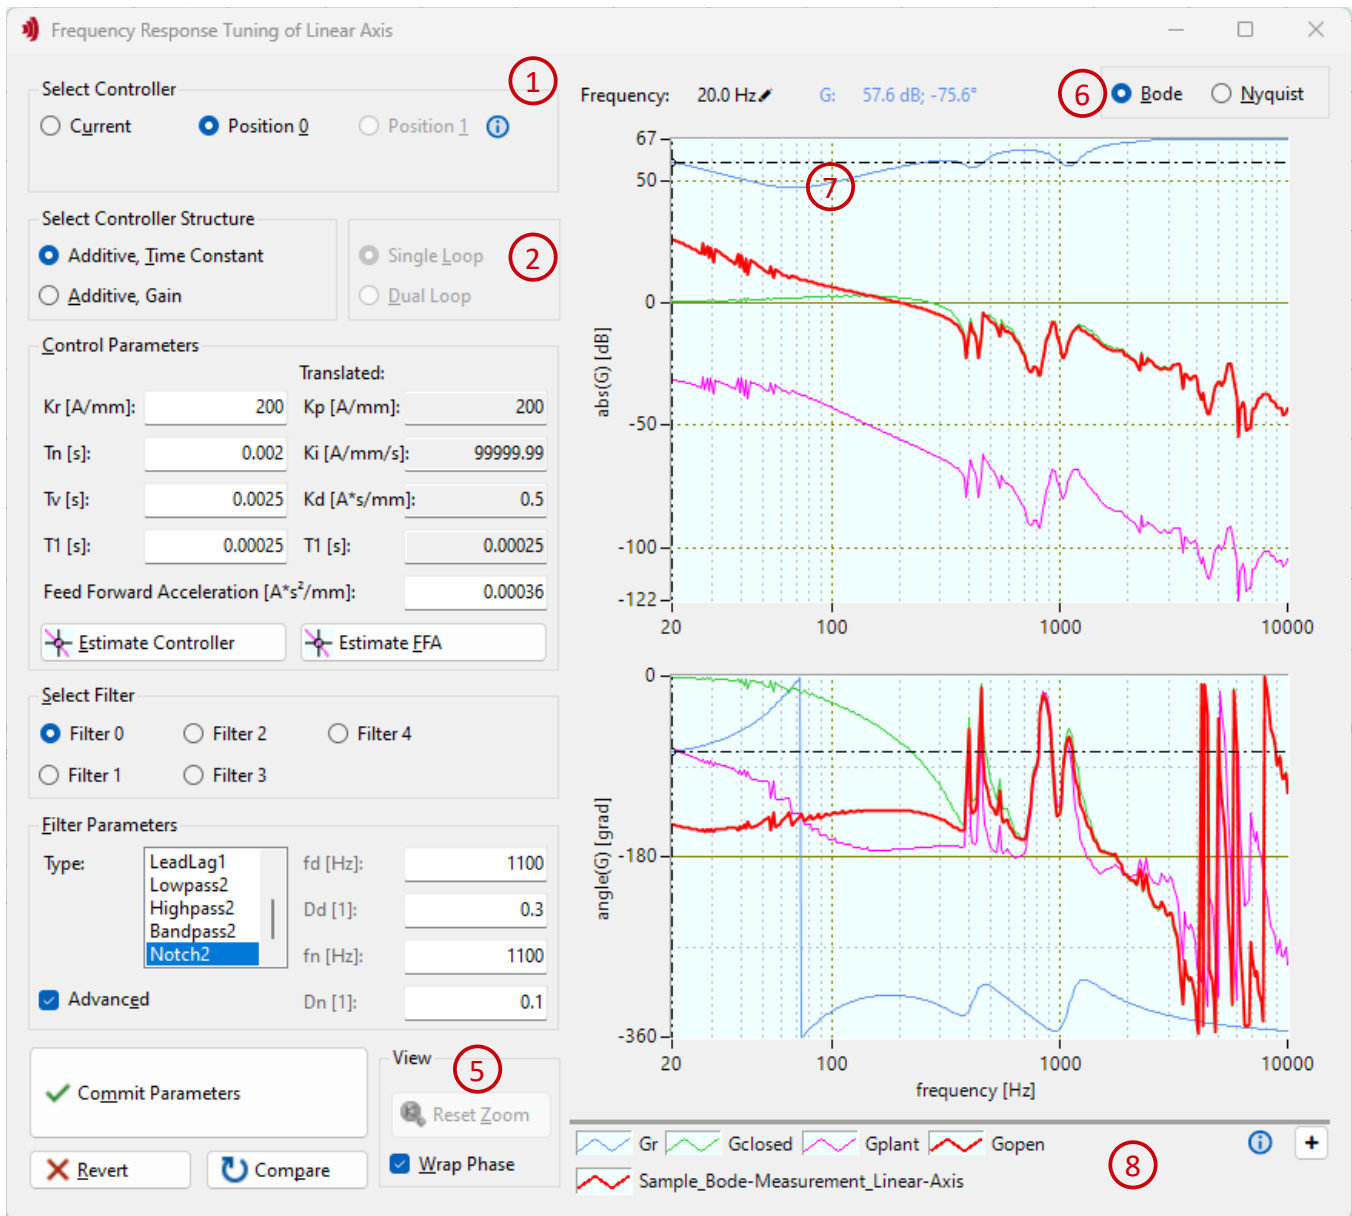 Frequency Response Tuning of Linear Axis
Select Controller
1
Current
Position 0
Position 1
Select Controller Structure
Additive, Time Constant
Additive, Gain
Single Loop
Dual Loop
2
Control Parameters
Translated:
Kr [A/mm]: 200 Kp [A/mm]: 200
Tn [s]: 0.002 Ki [A/mm/s]: 99999.99
Tv [s]: 0.0025 Kd [A*s/mm]: 0.5
T1 [s]: 0.00025 T1 [s]: 0.00025
Feed Forward Acceleration [A*s²/mm]: 0.00036
Estimate Controller
Estimate FFA
Select Filter
Filter 0 Filter 2 Filter 4
Filter 1 Filter 3
Filter Parameters
Type:
LeadLag1
Lowpass2
Highpass2
Bandpass2
Notch2
Advanced
fd [Hz]: 1100
Dd [1]: 0.3
fn [Hz]: 1100
Dn [1]: 0.1
Commit Parameters
Revert
Compare
View
5
Reset Zoom
Wrap Phase
Frequency: 20.0 Hz G: 57.6 dB; -75.6°
6
Bode
Nyquist
67
50
0
-50
-100
-122
abs(G) [dB]
7
20 100 1000 10000
0
-180
-360
angle(G) [grad]
20 100 1000 10000
frequency [Hz]
Gr Gclosed Gplant Gopen
Sample_Bode-Measurement_Linear-Axis
8
+